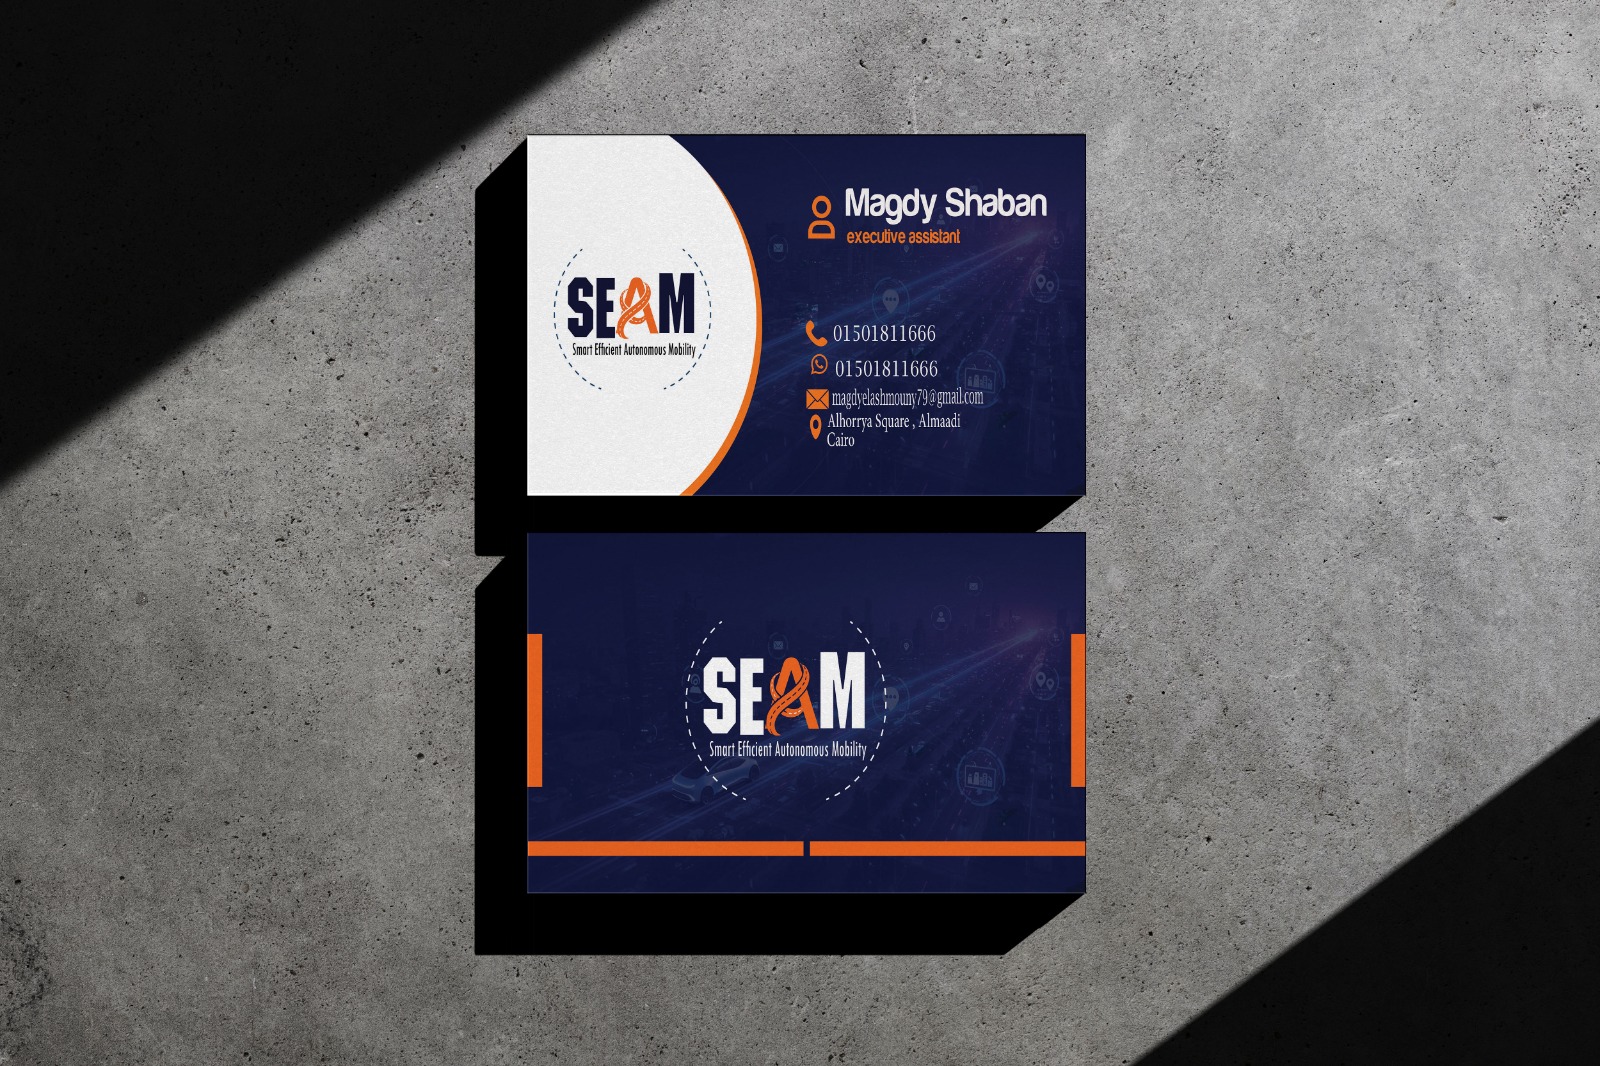 Magdy Shaban
executive assistant
SEAM
Smart Efficient Autonomous Mobility
01501811666
01501811666
magdyelashmouny79@gmail.com
Alhorrya Square , Almaadi
Cairo
SEAM
Smart Efficient Autonomous Mobility